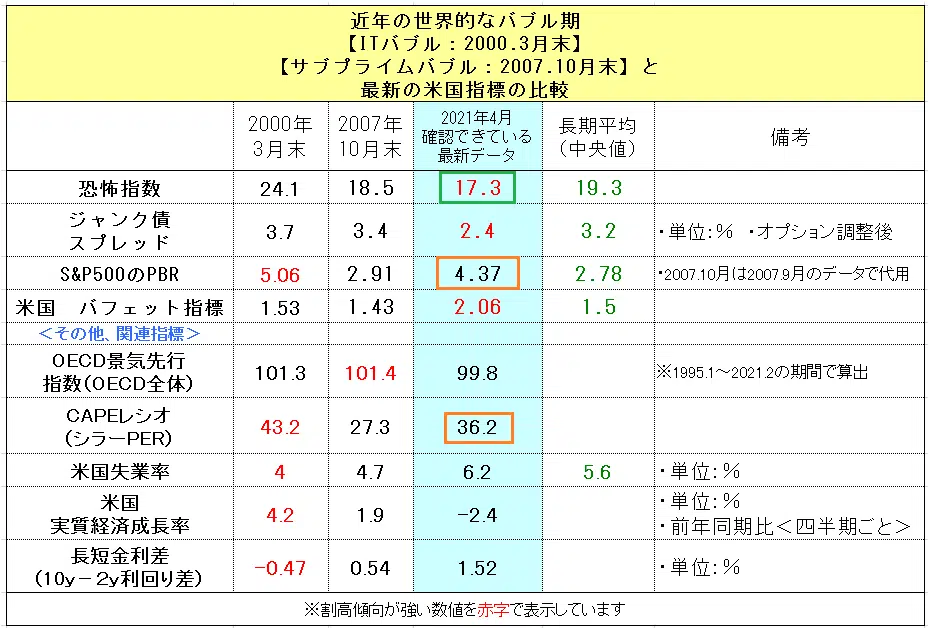 近年の世界的なバブル期
【ITバブル：2000.3月末】
【サブプライムバブル：2007.10月末】と
最新の米国指標の比較
2000年
3月末
2007年
10月末
2021年4月
確認できている
最新データ
長期平均
（中央値）
備考
恐怖指数 24.1 18.5 17.3 19.3
ジャンク債
スプレッド 3.7 3.4 2.4 3.2 ・単位：％ ・オプション調整後
S&P500のPBR 5.06 2.91 4.37 2.78 ・2007.10月は2007.9月のデータで代用
米国　バフェット指標 1.53 1.43 2.06 1.5
＜その他、関連指標＞
OECD景気先行
指数(OECD全体) 101.3 101.4 99.8 ※1995.1～2021.2の期間で算出
CAPEレシオ
(シラーPER) 43.2 27.3 36.2
米国失業率 4 4.7 6.2 5.6 ・単位：％
米国
実質経済成長率 4.2 1.9 -2.4 ・単位：％
・前年同期比＜四半期ごと＞
長短金利差
(10y－2y利回り差) -0.47 0.54 1.52 ・単位：％
※割高傾向が強い数値を赤字で表示しています